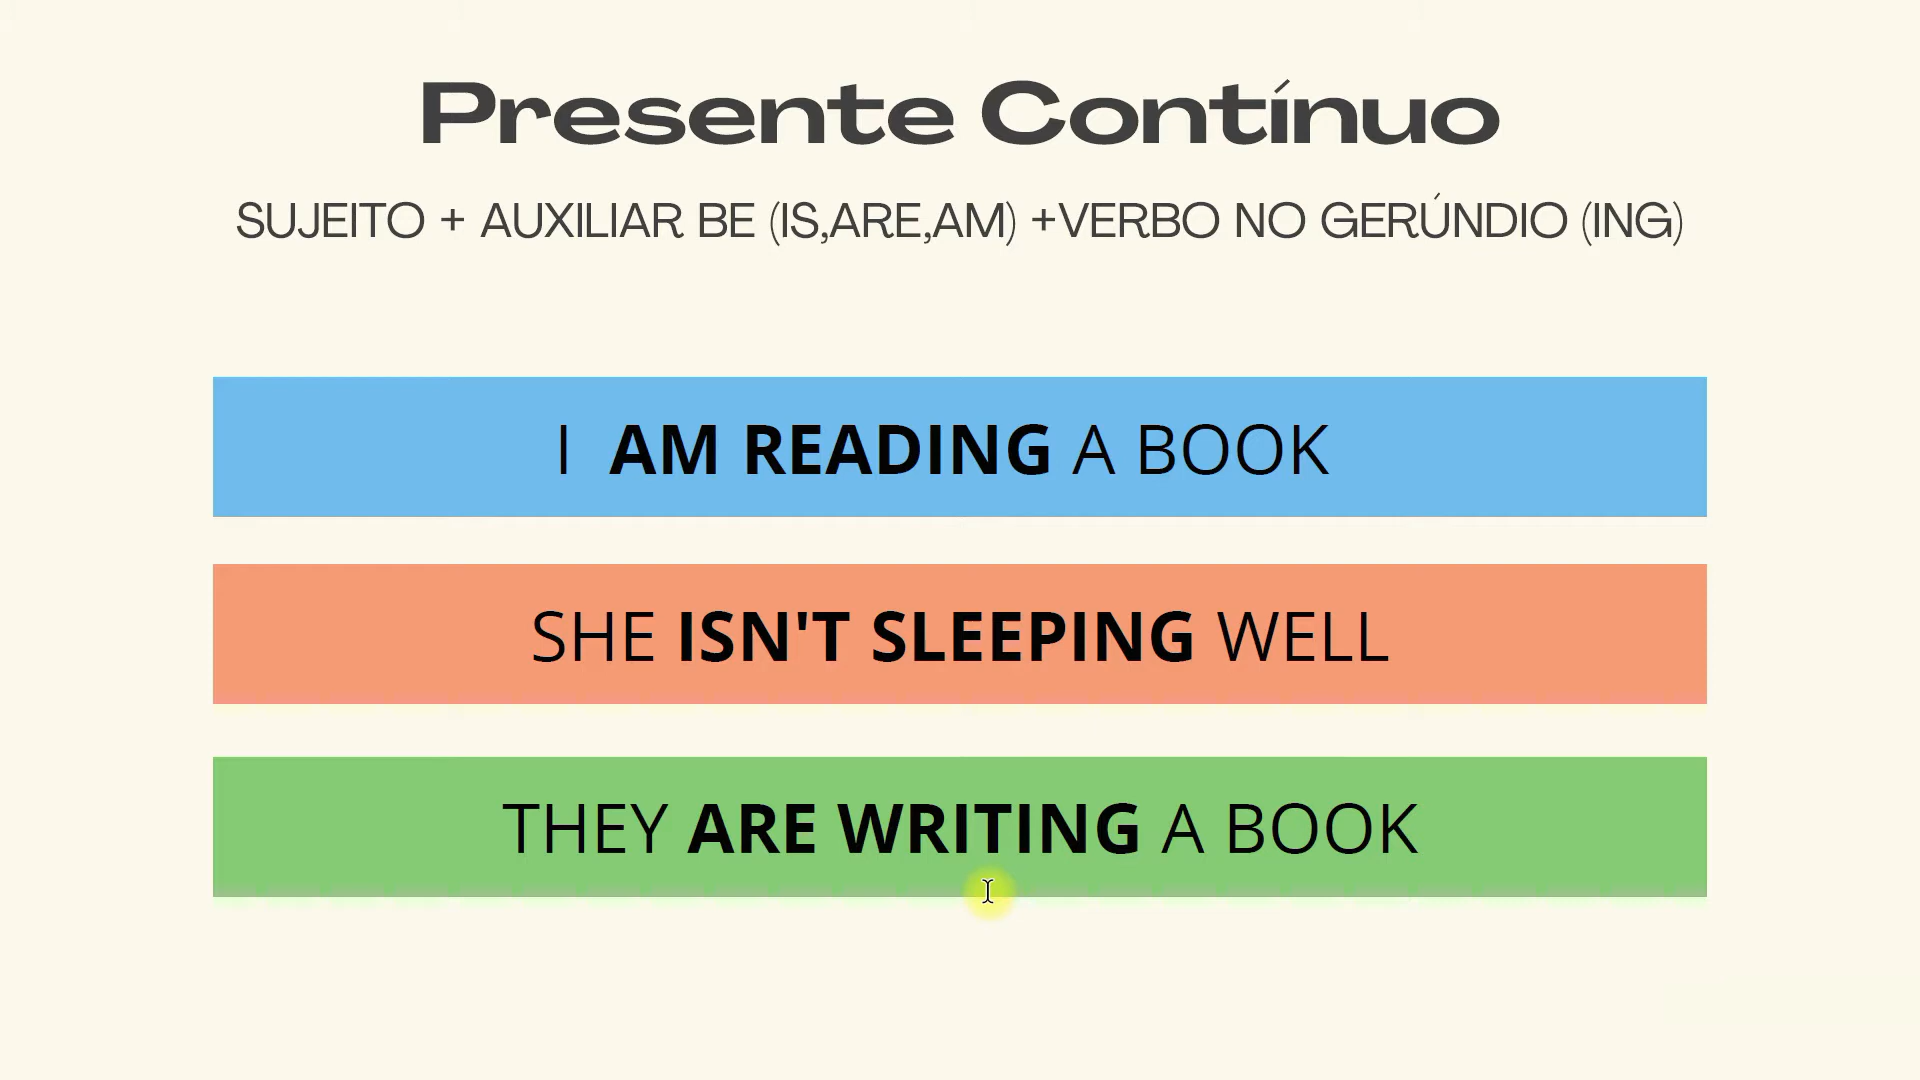 Presente Contínuo
SUJEITO + AUXILIAR BE (IS,ARE,AM) +VERBO NO GERÚNDIO (ING)
I AM READING A BOOK
SHE ISN'T SLEEPING WELL
THEY ARE WRITING A BOOK